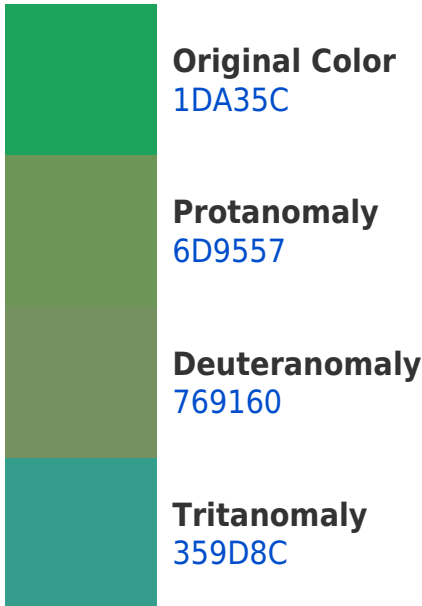 Original Color
1DA35C
Protanomaly
6D9557
Deuteranomaly
769160
Tritanomaly
359D8C